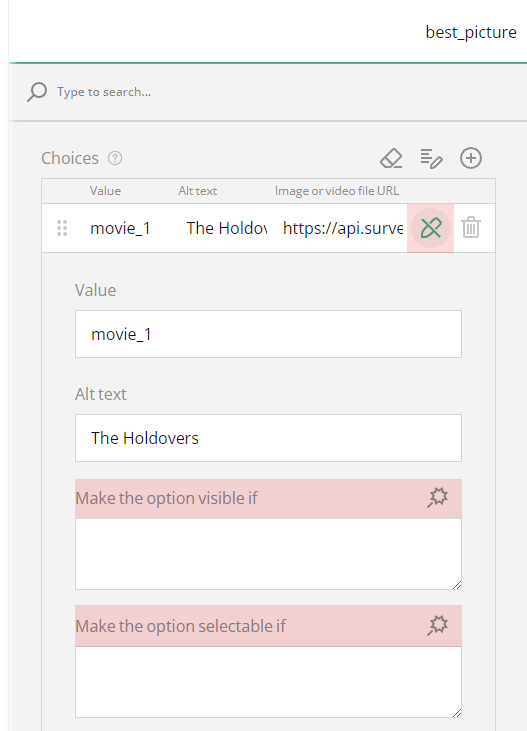 best_picture
Type to search...
Choices
Value Alt text Image or video file URL
movie_1 The Holdov https://api.surve
Value
movie_1
Alt text
The Holdovers
Make the option visible if
Make the option selectable if